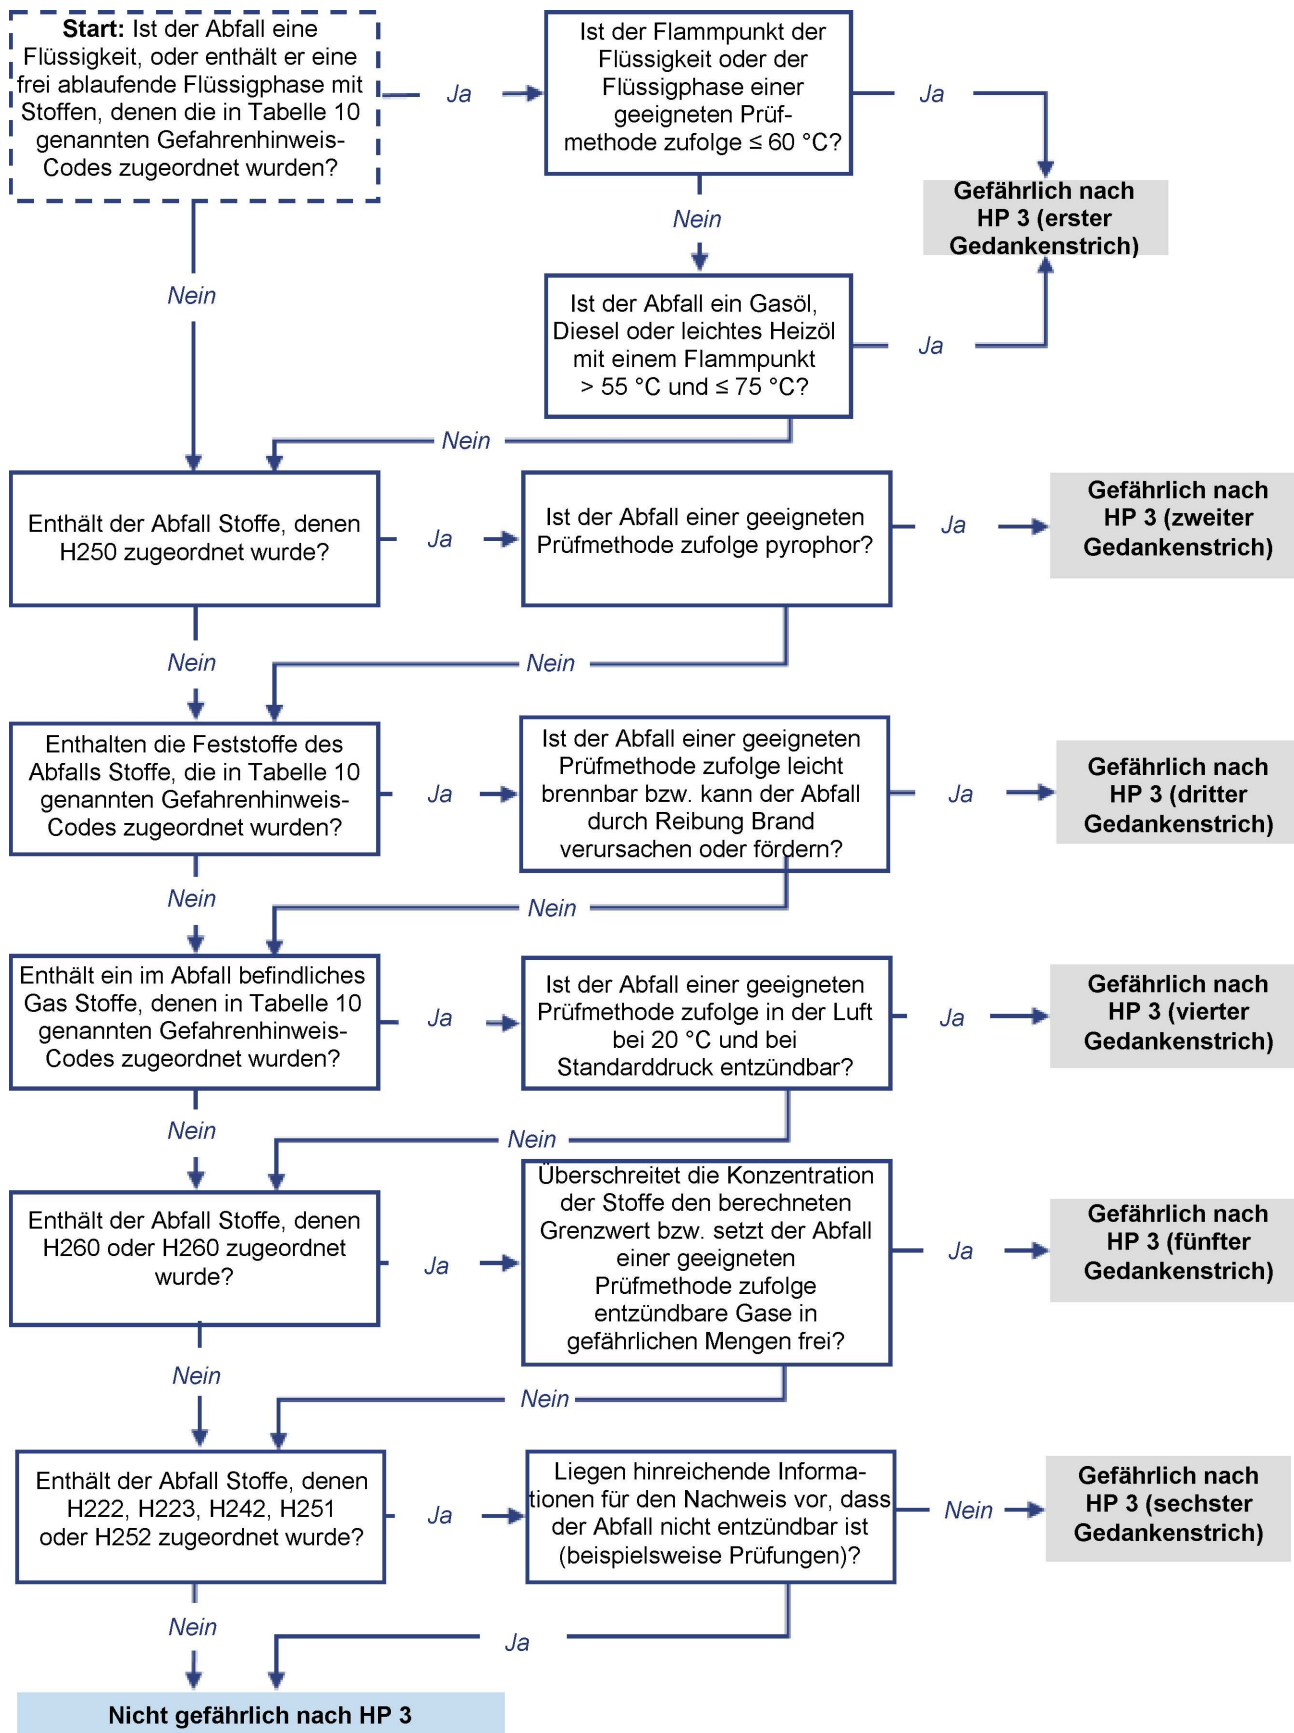 Start: Ist der Abfall eine
Flüssigkeit, oder enthält er eine
frei ablaufende Flüssigphase mit
Stoffen, denen die in Tabelle 10
genannten Gefahrenhinweis-
Codes zugeordnet wurden?
Ja
Ist der Flammpunkt der
Flüssigkeit oder der
Flüssigphase einer
geeigneten Prüf-
methode zufolge ≤ 60 °C?
Ja
Gefährlich nach
HP 3 (erster
Gedankenstrich)
Nein
Nein
Ist der Abfall ein Gasöl,
Diesel oder leichtes Heizöl
mit einem Flammpunkt
> 55 °C und ≤ 75 °C?
Ja
Nein
Enthält der Abfall Stoffe, denen
H250 zugeordnet wurde?
Ja
Ist der Abfall einer geeigneten
Prüfmethode zufolge pyrophor?
Ja
Gefährlich nach
HP 3 (zweiter
Gedankenstrich)
Nein
Nein
Enthalten die Feststoffe des
Abfalls Stoffe, die in Tabelle 10
genannten Gefahrenhinweis-
Codes zugeordnet wurden?
Ja
Ist der Abfall einer geeigneten
Prüfmethode zufolge leicht
brennbar bzw. kann der Abfall
durch Reibung Brand
verursachen oder fördern?
Ja
Gefährlich nach
HP 3 (dritter
Gedankenstrich)
Nein
Nein
Enthält ein im Abfall befindliches
Gas Stoffe, denen in Tabelle 10
genannten Gefahrenhinweis-
Codes zugeordnet wurden?
Ja
Ist der Abfall einer geeigneten
Prüfmethode zufolge in der Luft
bei 20 °C und bei
Standarddruck entzündbar?
Ja
Gefährlich nach
HP 3 (vierter
Gedankenstrich)
Nein
Nein
Enthält der Abfall Stoffe, denen
H260 oder H260 zugeordnet
wurde?
Ja
Überschreitet die Konzentration
der Stoffe den berechneten
Grenzwert bzw. setzt der Abfall
einer geeigneten
Prüfmethode zufolge
entzündbare Gase in
gefährlichen Mengen frei?
Ja
Gefährlich nach
HP 3 (fünfter
Gedankenstrich)
Nein
Nein
Enthält der Abfall Stoffe, denen
H222, H223, H242, H251
oder H252 zugeordnet wurde?
Ja
Liegen hinreichende Informa-
tionen für den Nachweis vor, dass
der Abfall nicht entzündbar ist
(beispielsweise Prüfungen)?
Nein
Gefährlich nach
HP 3 (sechster
Gedankenstrich)
Nein
Ja
Nicht gefährlich nach HP 3